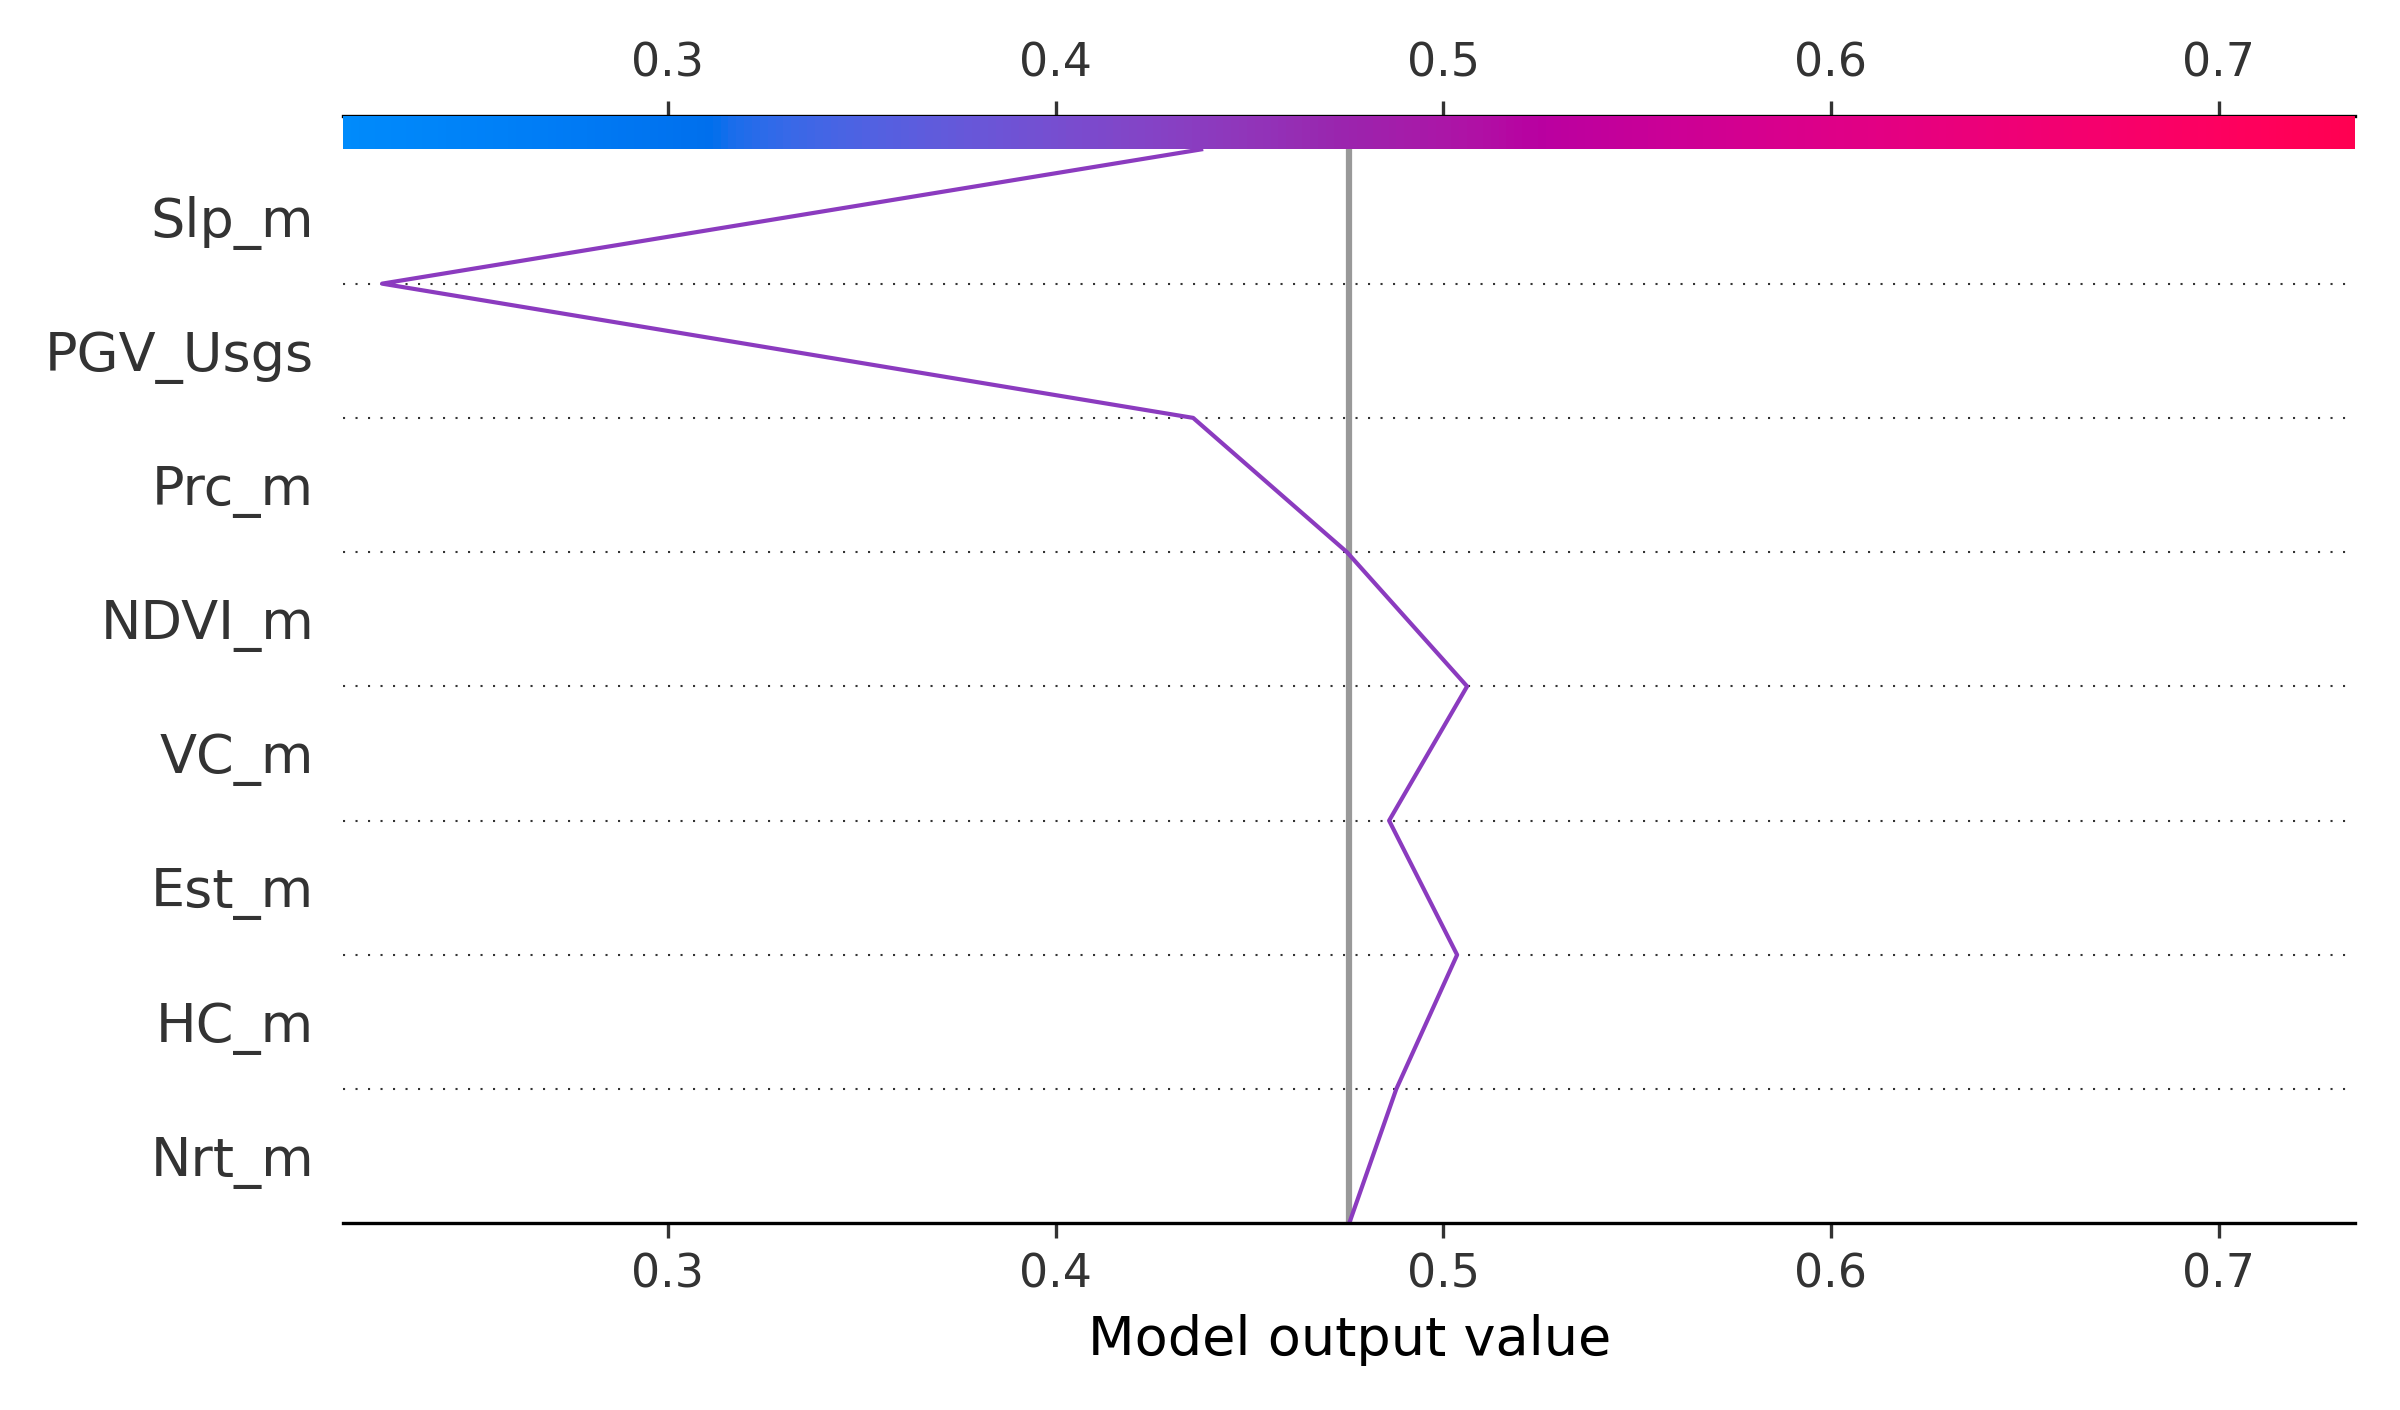 0.3 0.4 0.5 0.6 0.7
Slp_m
PGV_Usgs
Prc_m
NDVI_m
VC_m
Est_m
HC_m
Nrt_m
0.3 0.4 0.5 0.6 0.7
Model output value